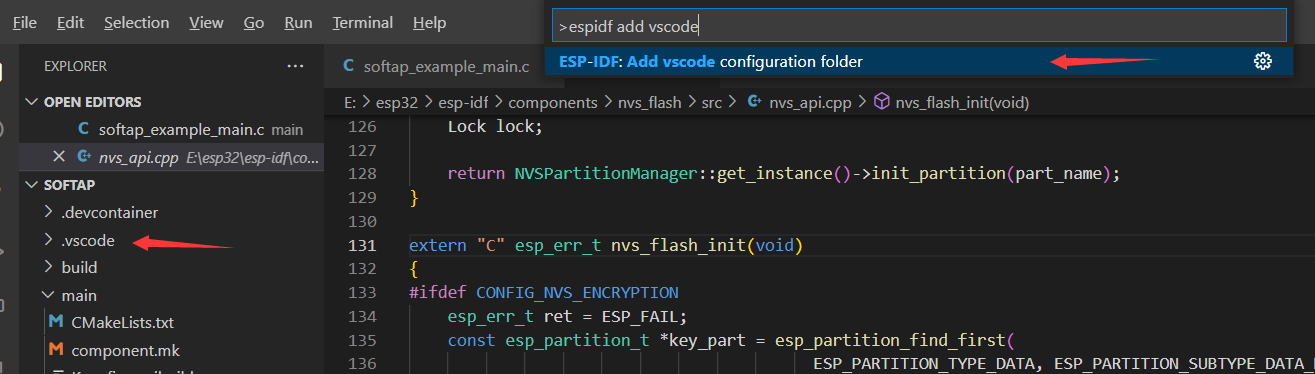 File Edit Selection View Go Run Terminal Help
>espidf add vscode
ESP-IDF: Add vscode configuration folder
EXPLORER ···
OPEN EDITORS
C softap_example_main.c main
nvs_api.cpp E:\esp32\esp-idf\co...
SOFTAP
.devcontainer
.vscode
build
main
CMakeLists.txt
component.mk
C softap_example_main.c
E: > esp32 > esp-idf > components > nvs_flash > src > nvs_api.cpp > nvs_flash_init(void)
126 Lock lock;
127
128 return NVSPartitionManager::get_instance()->init_partition(part_name);
129 }
130
131 extern "C" esp_err_t nvs_flash_init(void)
132 {
133 #ifdef CONFIG_NVS_ENCRYPTION
134 esp_err_t ret = ESP_FAIL;
135 const esp_partition_t *key_part = esp_partition_find_first(
136 ESP_PARTITION_TYPE_DATA, ESP_PARTITION_SUBTYPE_DATA_